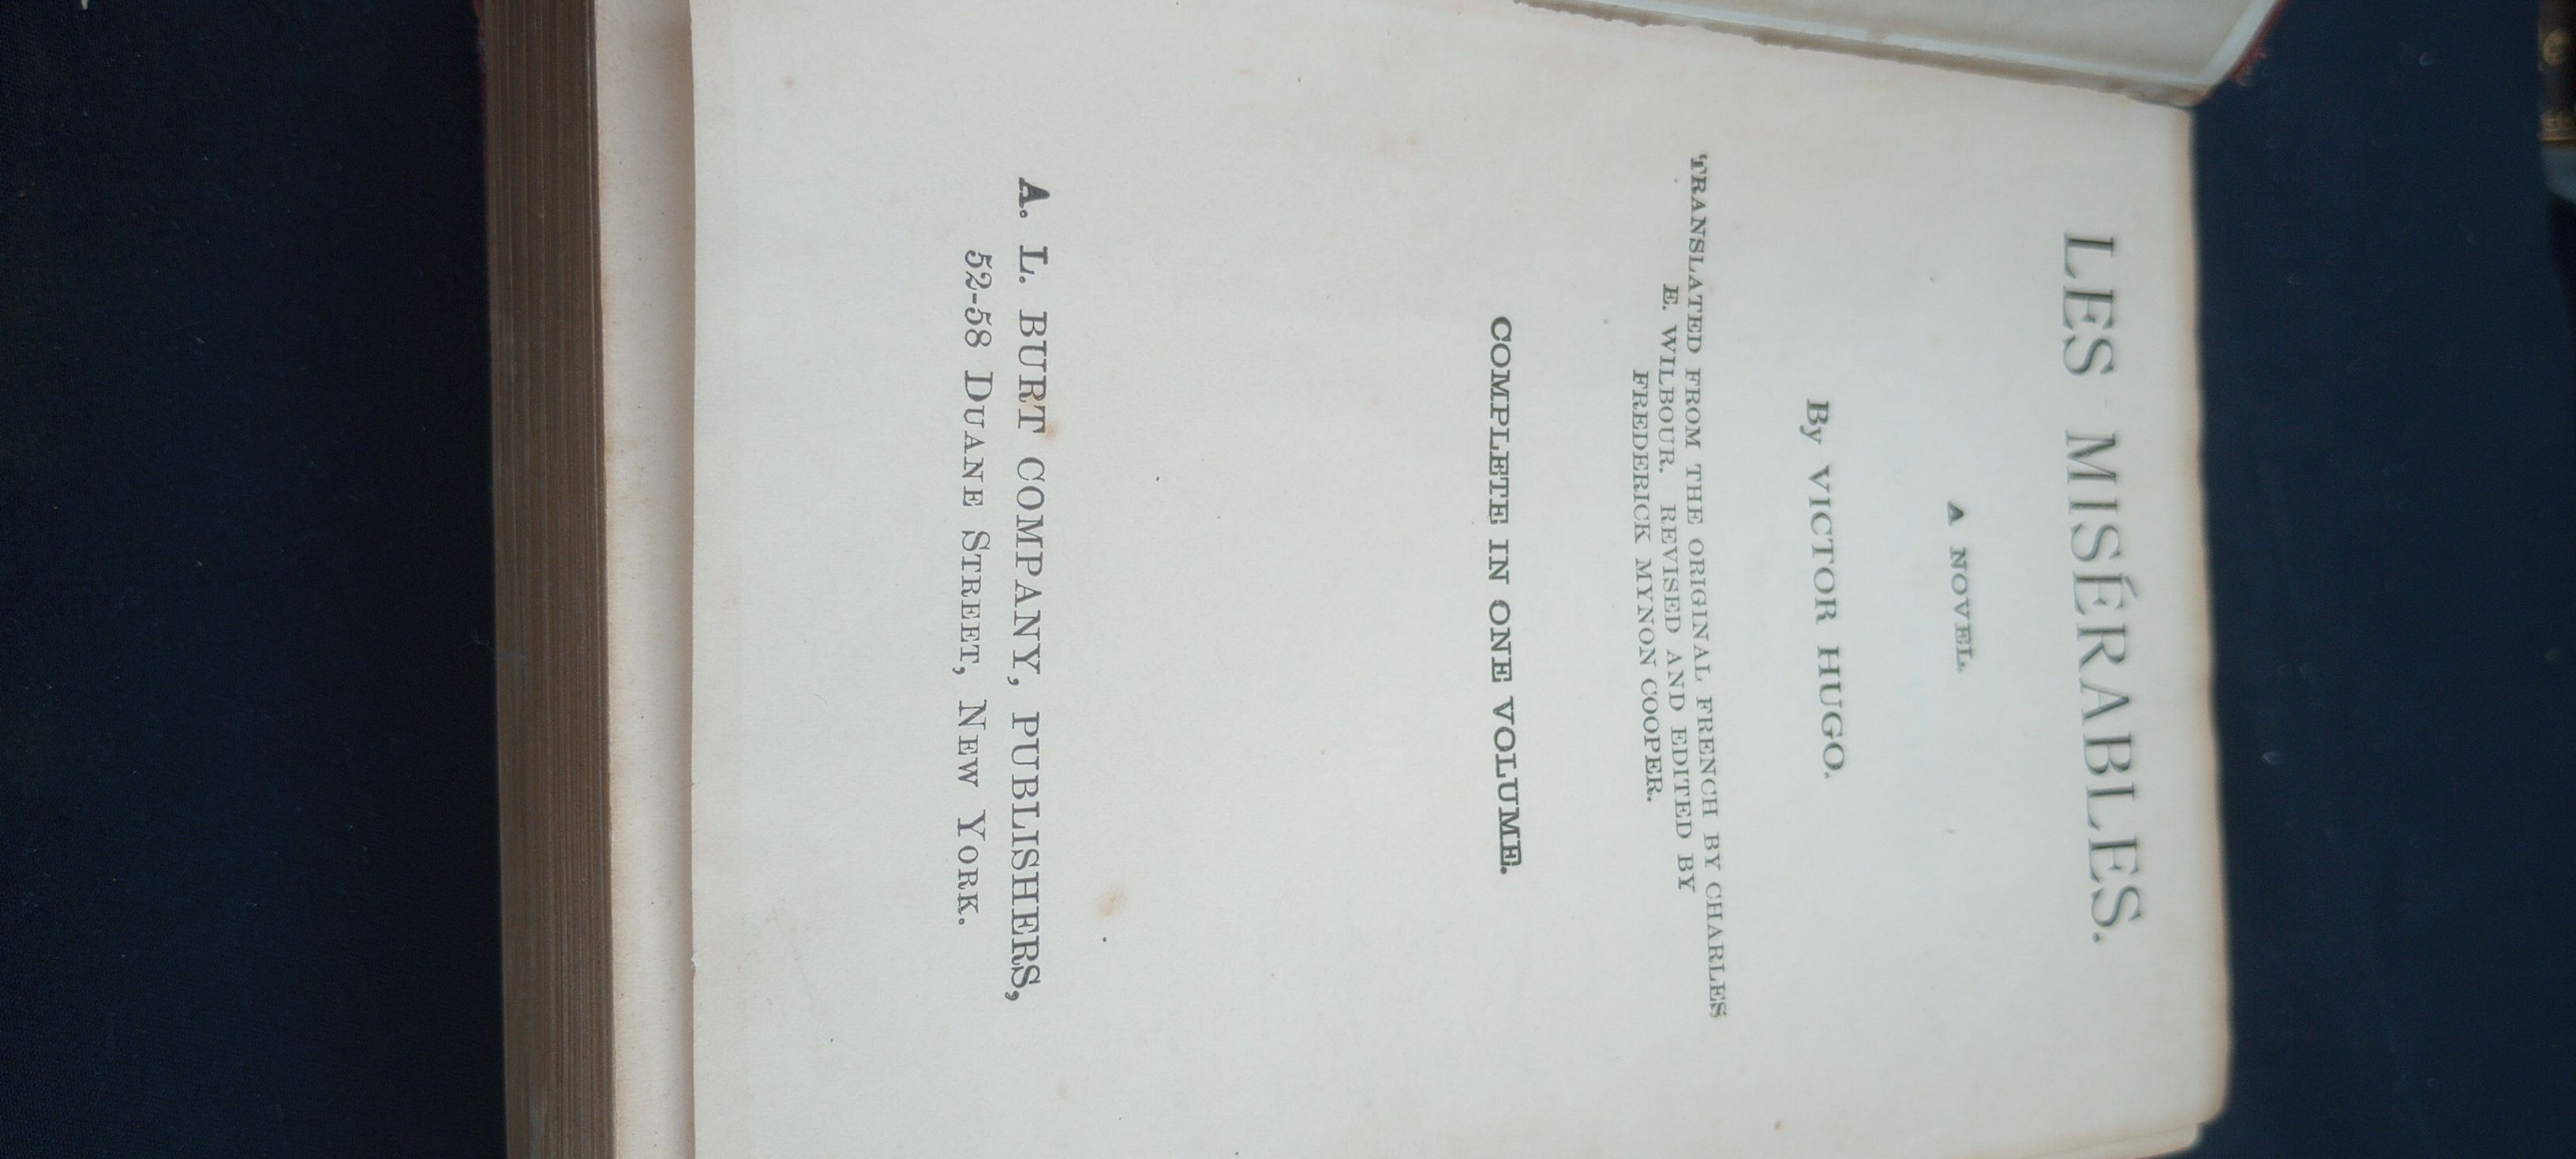 LES MISÉRABLES.
A NOVEL.
By VICTOR HUGO.
TRANSLATED FROM THE ORIGINAL FRENCH BY CHARLES
E. WILBOUR. REVISED AND EDITED BY
FREDERICK MYNON COOPER.
COMPLETE IN ONE VOLUME.
A. L. BURT COMPANY, PUBLISHERS,
52-58 DUANE STREET, NEW YORK.